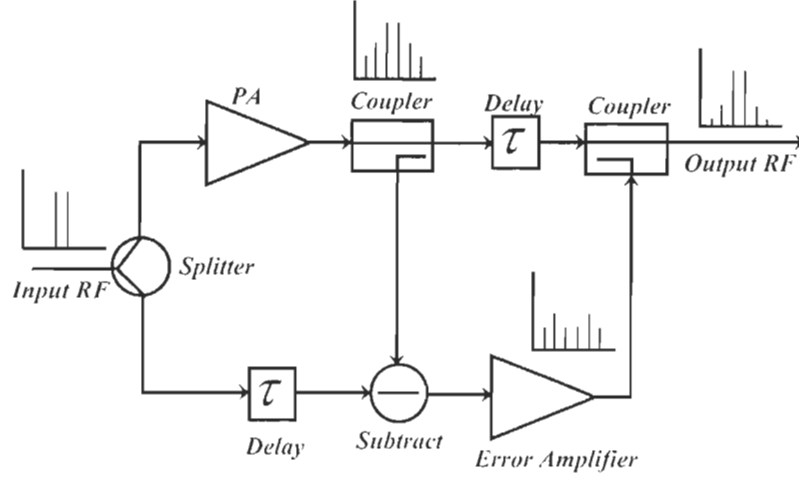 PA
Coupler
Delay
Coupler
τ
Output RF
Splitter
Input RF
τ
Delay
Subtract
Error Amplifier